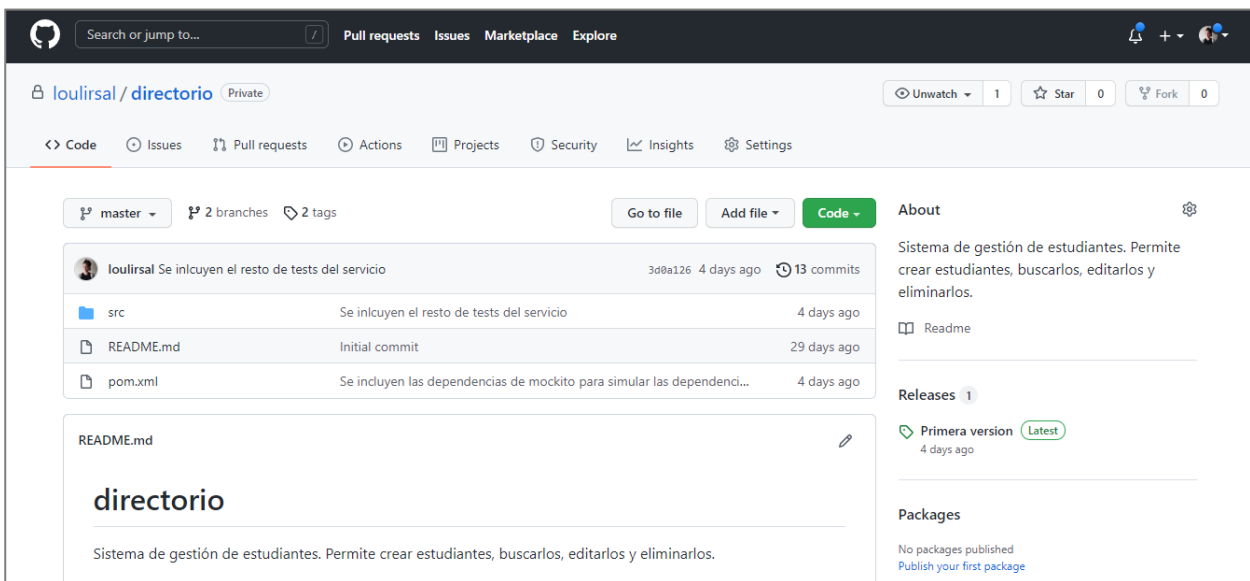 Search or jump to... /
Pull requests Issues Marketplace Explore
loulirsal / directorio Private
Unwatch 1 Star 0 Fork 0
Code Issues Pull requests Actions Projects Security Insights Settings
master 2 branches 2 tags
Go to file Add file Code
loulirsal Se inlcuyen el resto de tests del servicio 3d0a126 4 days ago 13 commits
src Se inlcuyen el resto de tests del servicio 4 days ago
README.md Initial commit 29 days ago
pom.xml Se incluyen las dependencias de mockito para simular las dependenci... 4 days ago
README.md
directorio
Sistema de gestión de estudiantes. Permite crear estudiantes, buscarlos, editarlos y eliminarlos.
About
Sistema de gestión de estudiantes. Permite
crear estudiantes, buscarlos, editarlos y
eliminarlos.
Readme
Releases 1
Primera version Latest
4 days ago
Packages
No packages published
Publish your first package